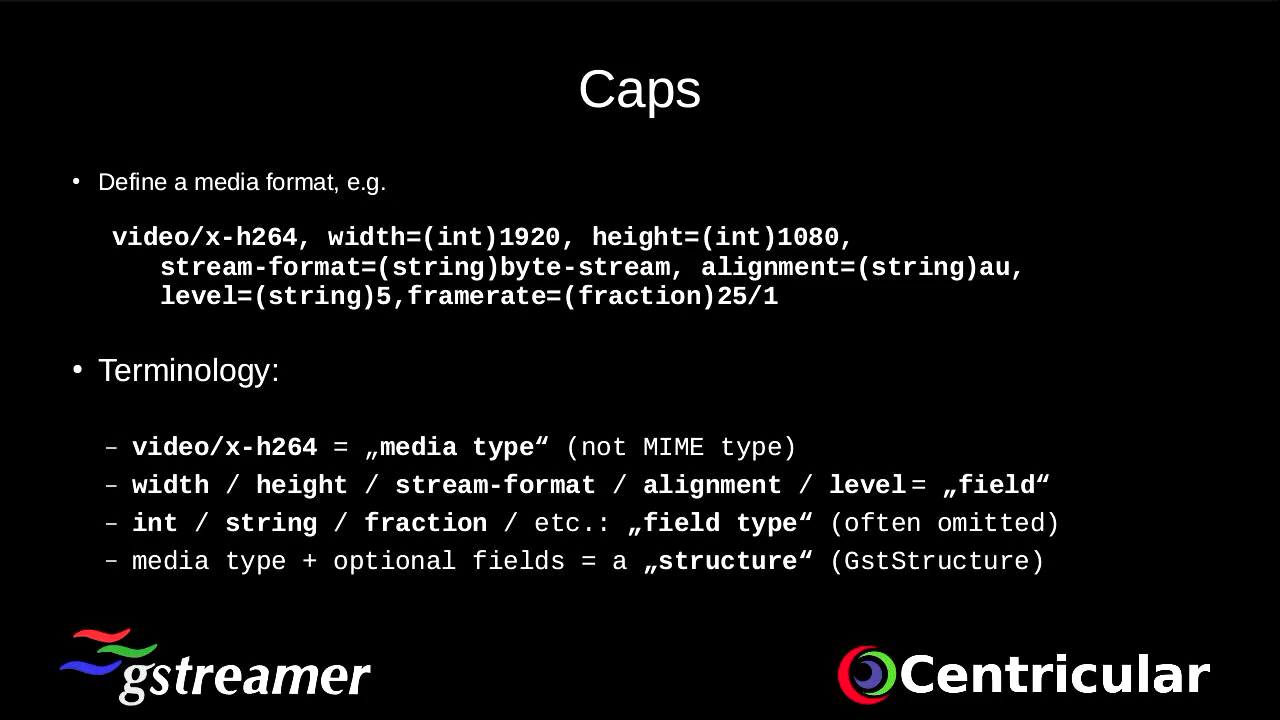 Caps
• Define a media format, e.g.
video/x-h264, width=(int)1920, height=(int)1080,
stream-format=(string)byte-stream, alignment=(string)au,
level=(string)5,framerate=(fraction)25/1
• Terminology:
– video/x-h264 = „media type“ (not MIME type)
– width / height / stream-format / alignment / level= „field“
– int / string / fraction / etc.: „field type“ (often omitted)
– media type + optional fields = a „structure“ (GstStructure)
gstreamer
Centricular